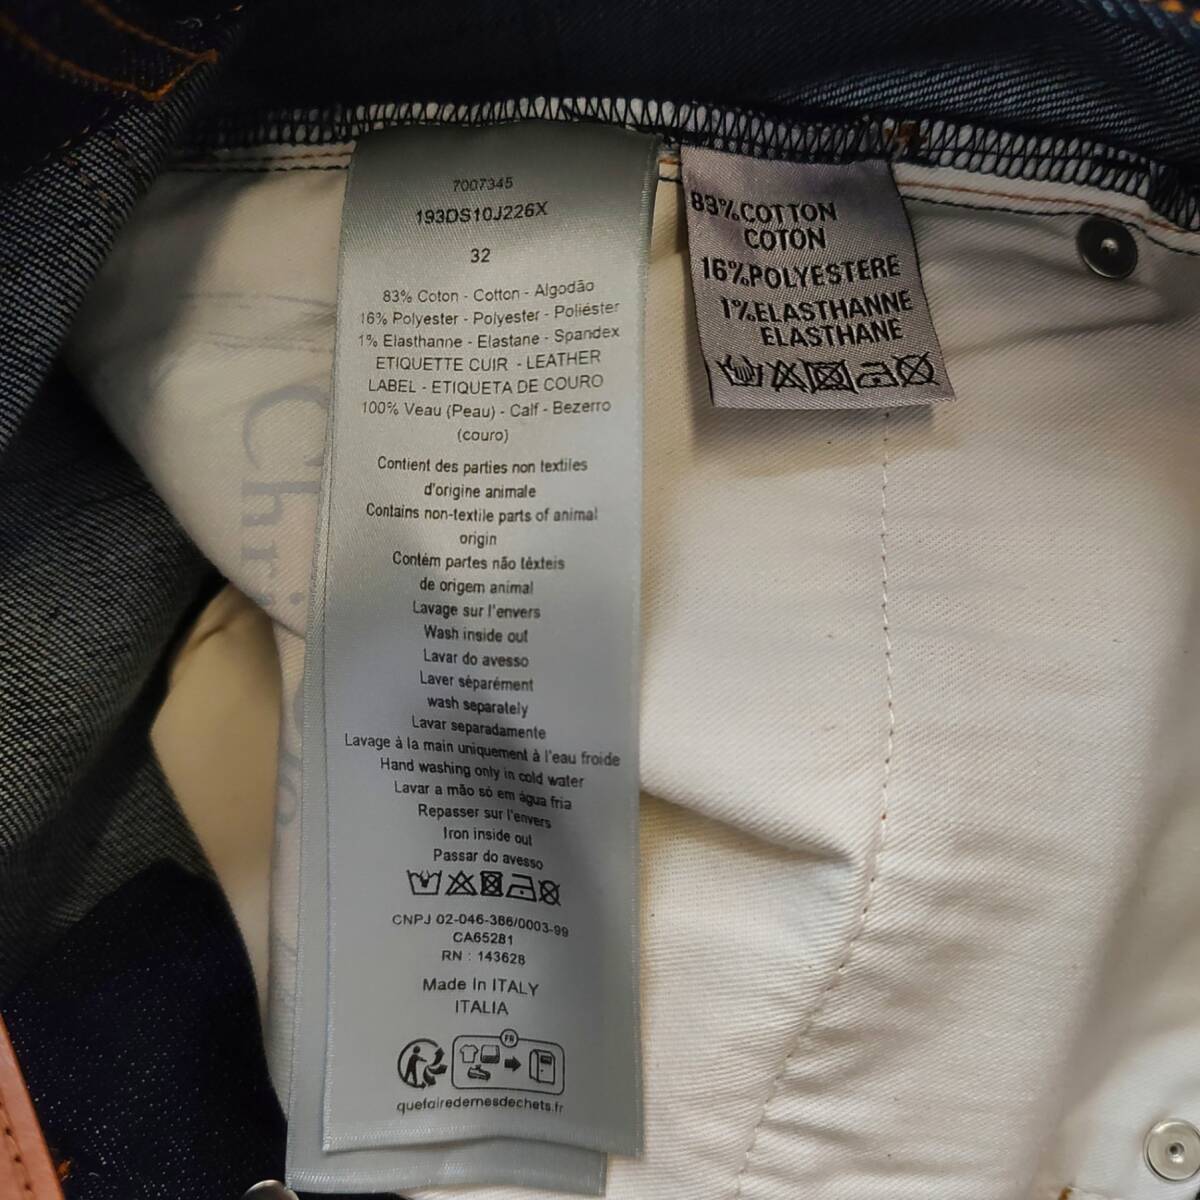 7007345
193DS10J226X
32
83% Coton - Cotton - Algodão
16% Polyester - Polyester - Poliéster
1% Elasthanne - Elastane - Spandex
ETIQUETTE CUIR - LEATHER
LABEL - ETIQUETA DE COURO
100% Veau (Peau) - Calf - Bezerro
(couro)
Contient des parties non textiles
d'origine animale
Contains non-textile parts of animal
origin
Contém partes não têxteis
de origem animal
Lavage sur l'envers
Wash inside out
Lavar do avesso
Laver séparément
wash separately
Lavar separadamente
Lavage à la main uniquement à l'eau froide
Hand washing only in cold water
Lavar a mão só em água fria
Repasser sur l'envers
Iron inside out
Passar do avesso
CNPJ 02-046-386/0003-99
CA65281
RN : 143628
Made In ITALY
ITALIA
FR
quefairedemesdechets.fr
83%COTTON
COTON
16%POLYESTERE
1%ELASTHANNE
ELASTHANE